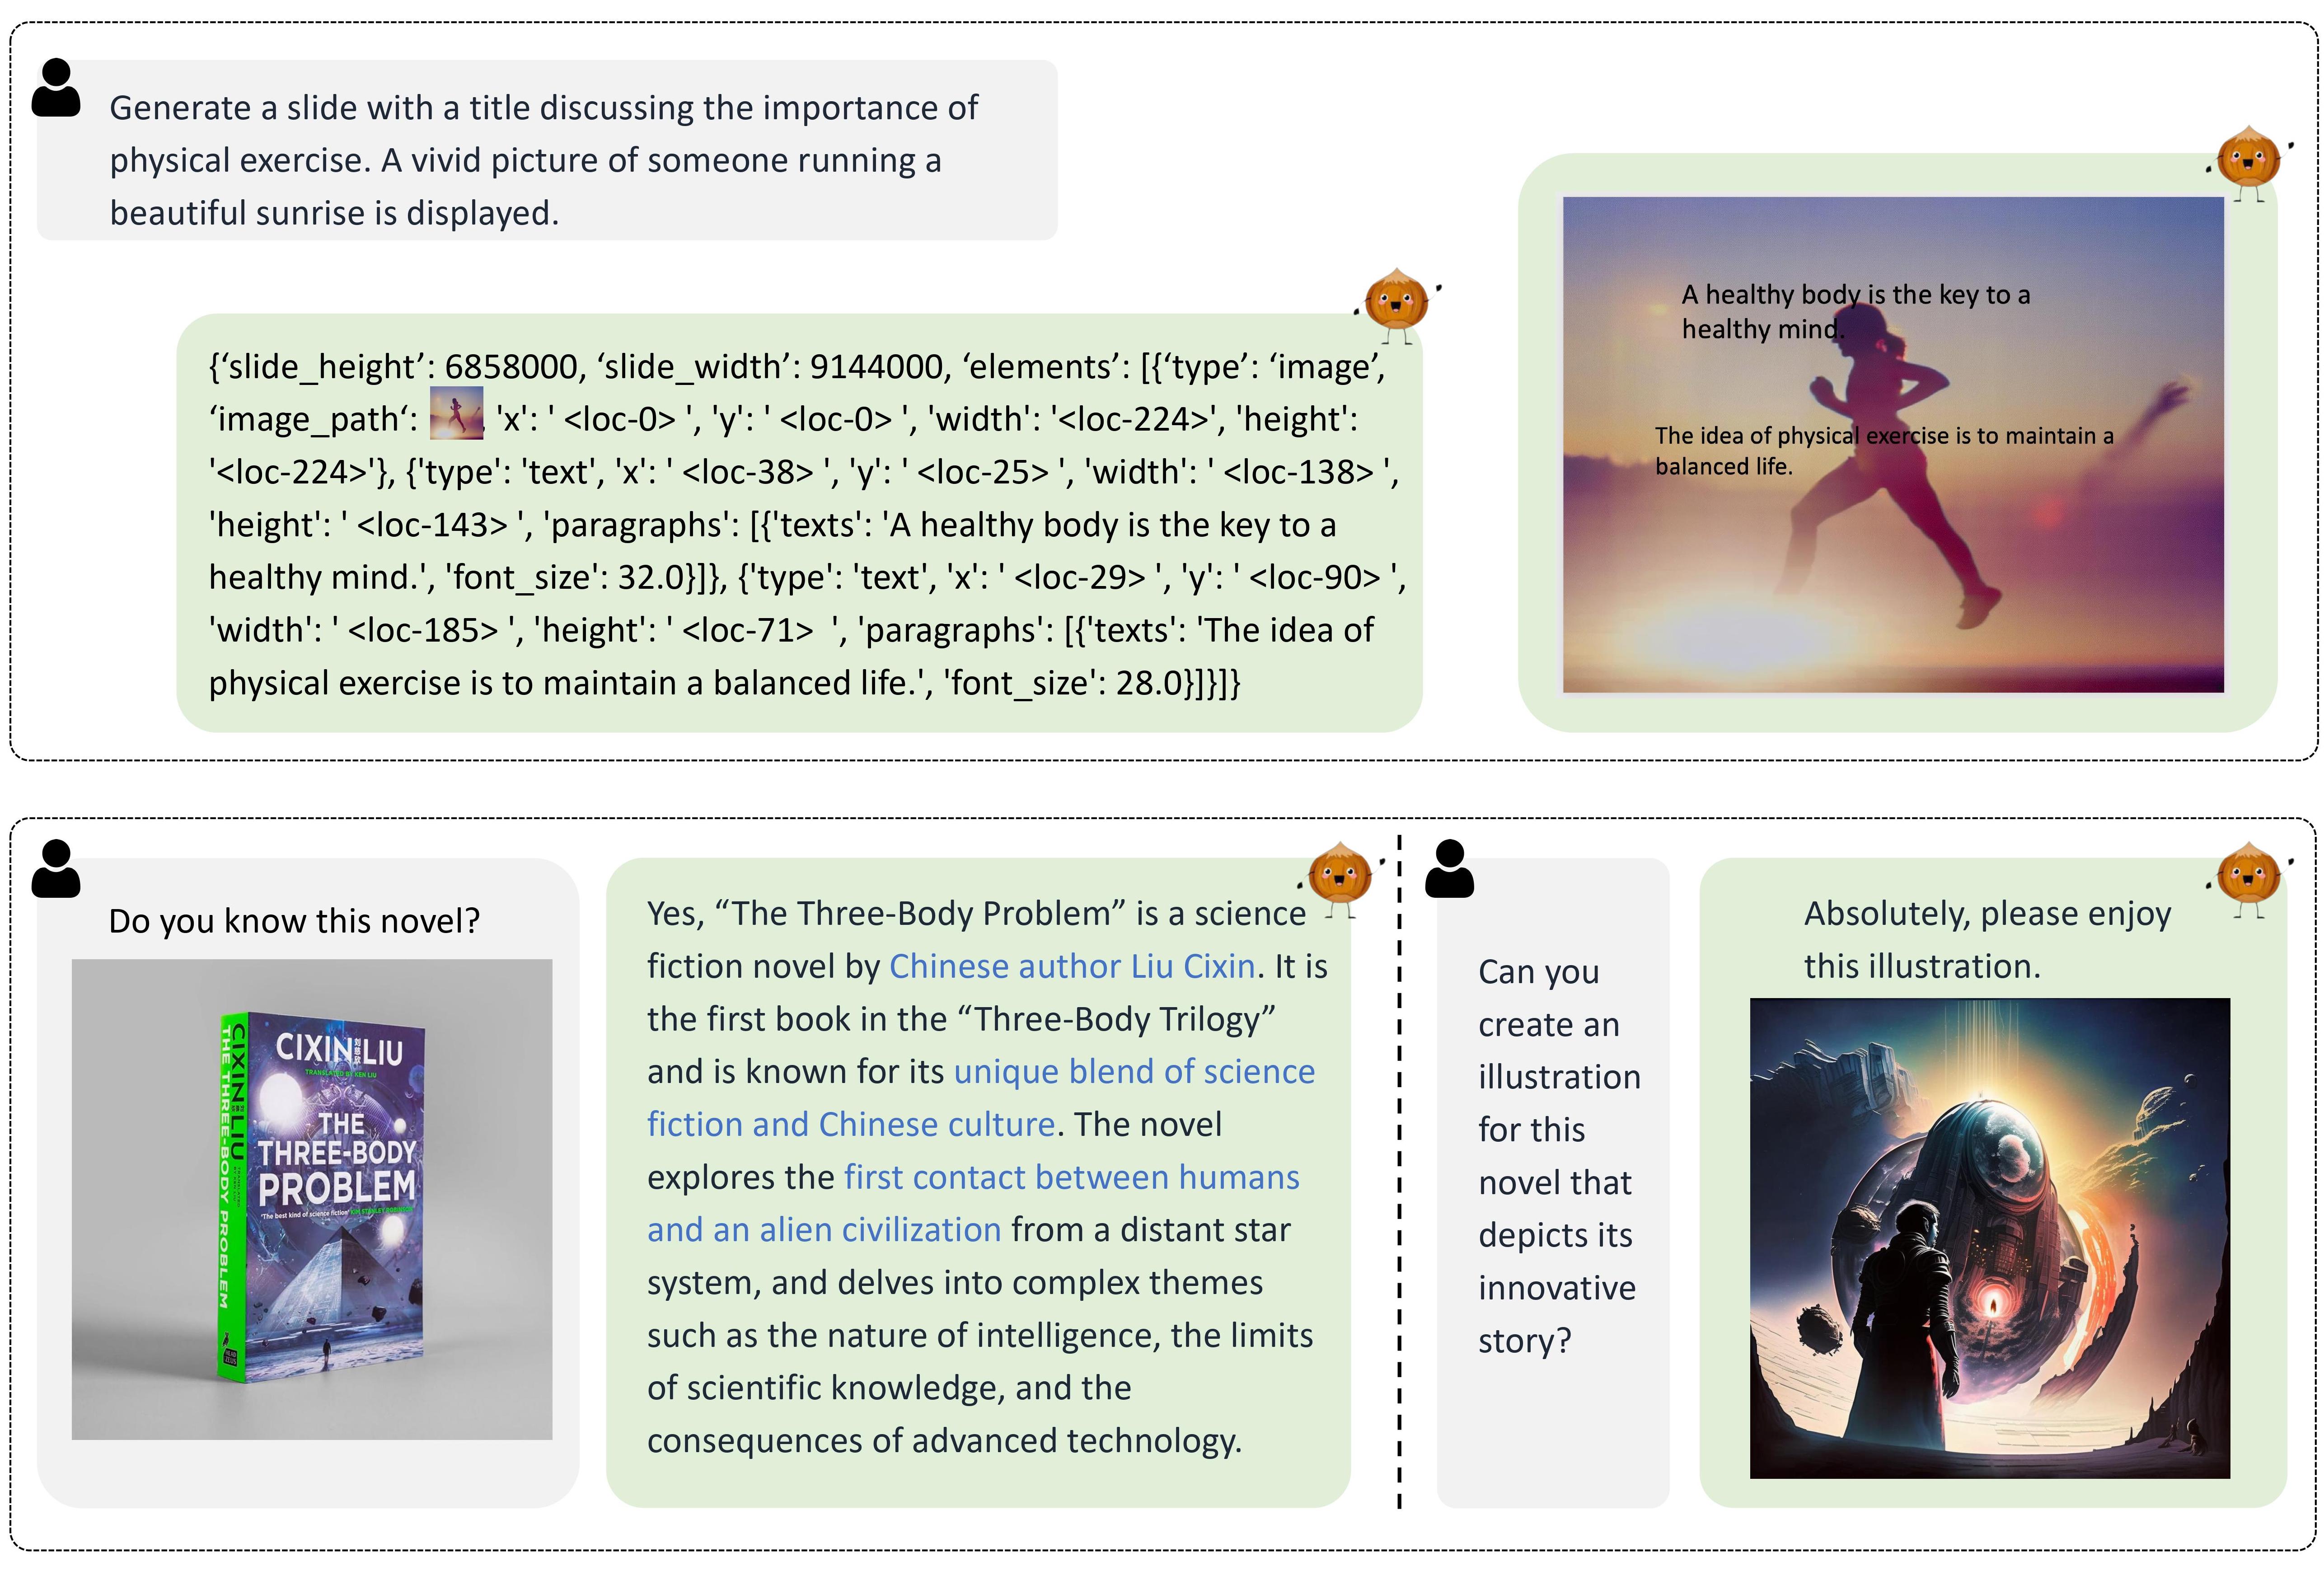 Generate a slide with a title discussing the importance of
physical exercise. A vivid picture of someone running a
beautiful sunrise is displayed.
{‘slide_height’: 6858000, ‘slide_width’: 9144000, ‘elements’: [{‘type’: ‘image’,
‘image_path‘: 'x': ' <loc-0> ', 'y': ' <loc-0> ', 'width': '<loc-224>', 'height':
'<loc-224>'}, {'type': 'text', 'x': ' <loc-38> ', 'y': ' <loc-25> ', 'width': ' <loc-138> ',
'height': ' <loc-143> ', 'paragraphs': [{'texts': 'A healthy body is the key to a
healthy mind.', 'font_size': 32.0}]}, {'type': 'text', 'x': ' <loc-29> ', 'y': ' <loc-90> ',
'width': ' <loc-185> ', 'height': ' <loc-71>  ', 'paragraphs': [{'texts': 'The idea of
physical exercise is to maintain a balanced life.', 'font_size': 28.0}]}]}
A healthy body is the key to a
healthy mind.
The idea of physical exercise is to maintain a
balanced life.
Do you know this novel?
CIXIN LIU
THE THREE-BODY PROBLEM
CIXIN刘慈欣LIU
TRANSLATED BY KEN LIU
THE
THREE-BODY
PROBLEM
'The best kind of science fiction' KIM STANLEY ROBINSON
Yes, “The Three-Body Problem” is a science
fiction novel by Chinese author Liu Cixin. It is
the first book in the “Three-Body Trilogy”
and is known for its unique blend of science
fiction and Chinese culture. The novel
explores the first contact between humans
and an alien civilization from a distant star
system, and delves into complex themes
such as the nature of intelligence, the limits
of scientific knowledge, and the
consequences of advanced technology.
Can you
create an
illustration
for this
novel that
depicts its
innovative
story?
Absolutely, please enjoy
this illustration.